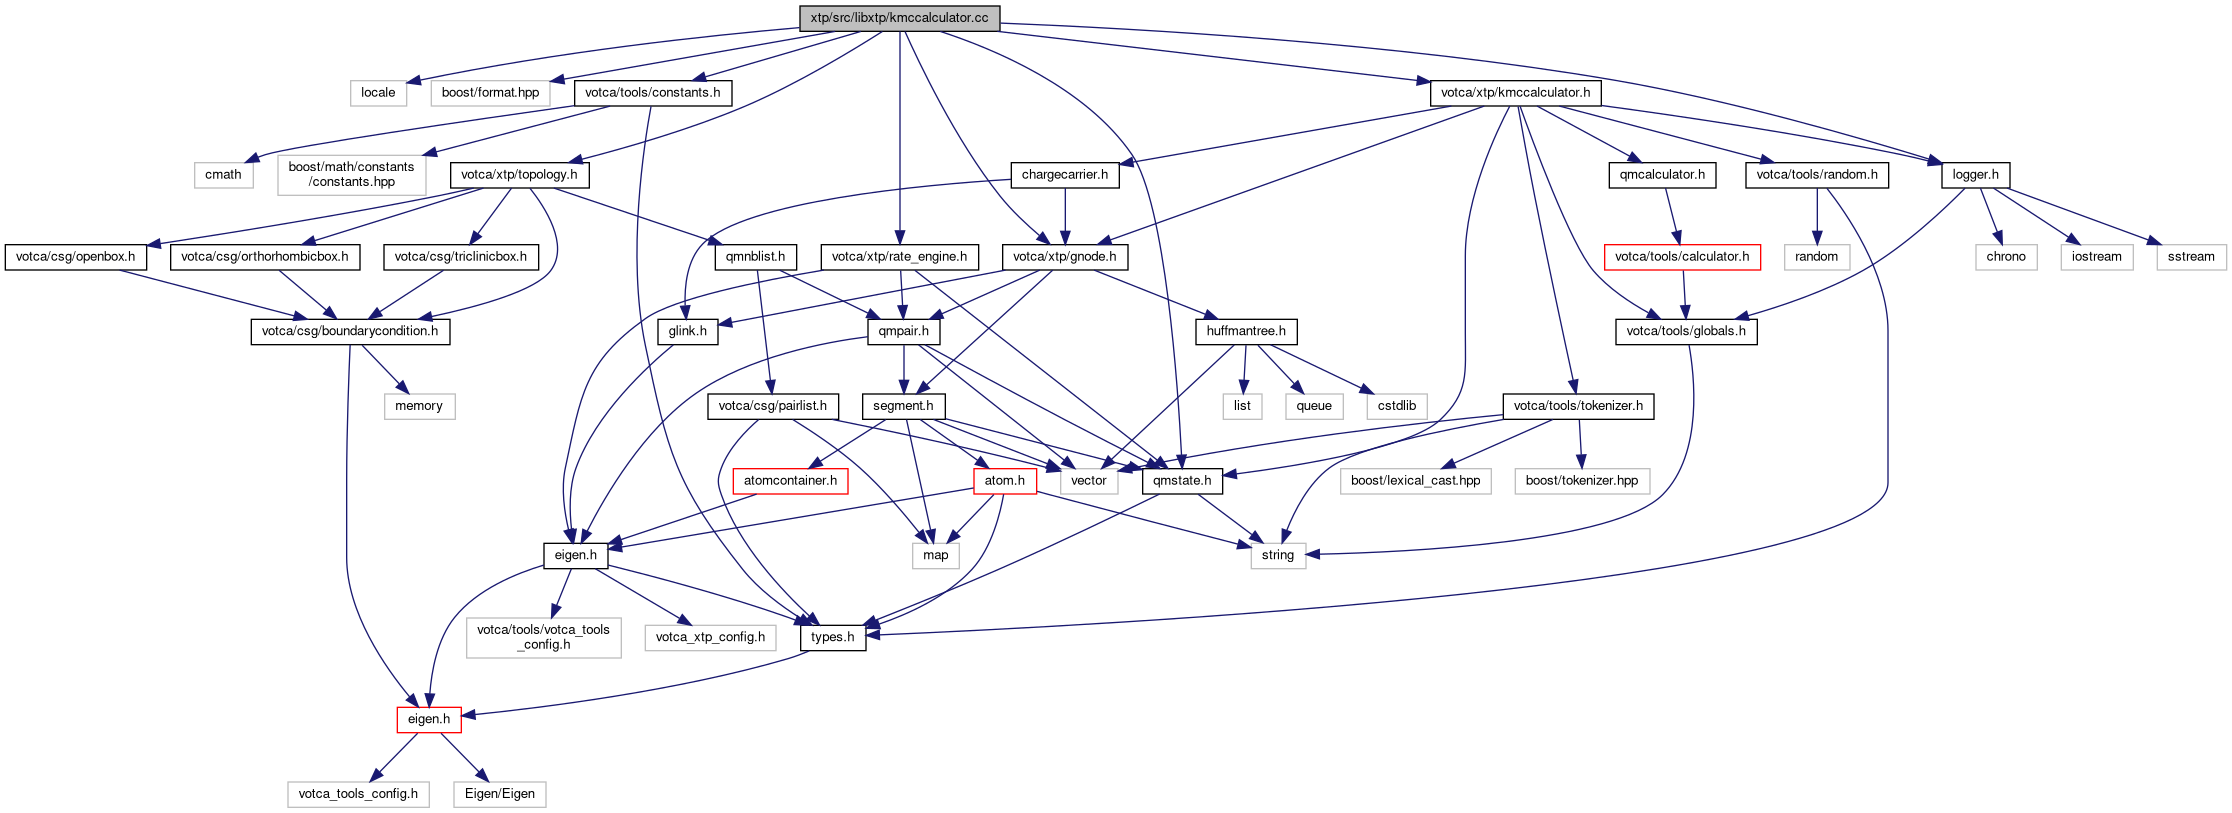 xtp/src/libxtp/kmccalculator.cc
locale
boost/format.hpp
votca/tools/constants.h
votca/xtp/kmccalculator.h
cmath
boost/math/constants
/constants.hpp
votca/xtp/topology.h
chargecarrier.h
qmcalculator.h
votca/tools/random.h
logger.h
votca/csg/openbox.h
votca/csg/orthorhombicbox.h
votca/csg/triclinicbox.h
qmnblist.h
votca/xtp/rate_engine.h
votca/xtp/gnode.h
votca/tools/calculator.h
random
chrono
iostream
sstream
votca/csg/boundarycondition.h
glink.h
qmpair.h
huffmantree.h
votca/tools/globals.h
memory
votca/csg/pairlist.h
segment.h
list
queue
cstdlib
votca/tools/tokenizer.h
atomcontainer.h
atom.h
vector
qmstate.h
boost/lexical_cast.hpp
boost/tokenizer.hpp
eigen.h
map
string
votca/tools/votca_tools
_config.h
votca_xtp_config.h
types.h
eigen.h
votca_tools_config.h
Eigen/Eigen